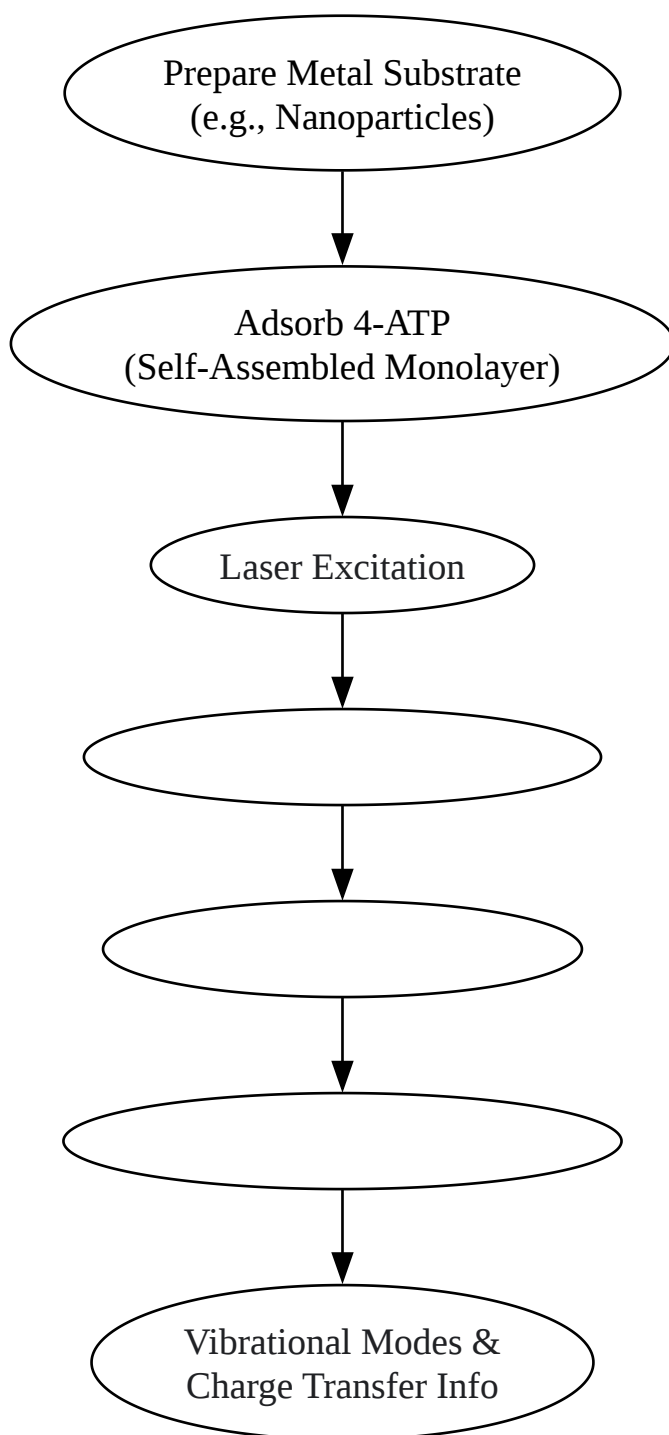 Prepare Metal Substrate
(e.g., Nanoparticles)
Adsorb 4-ATP
(Self-Assembled Monolayer)
Laser Excitation
Vibrational Modes &
Charge Transfer Info